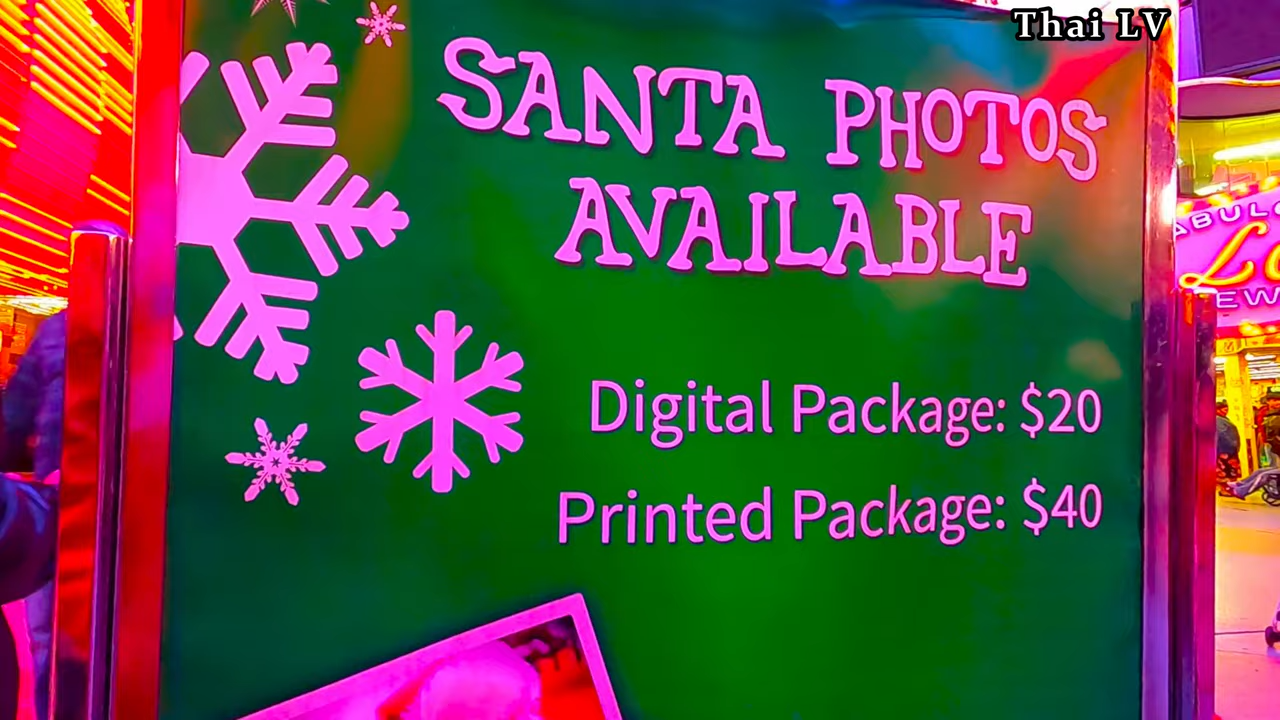 Thai LV
SANTA PHOTOS
AVAILABLE
Digital Package: $20
Printed Package: $40